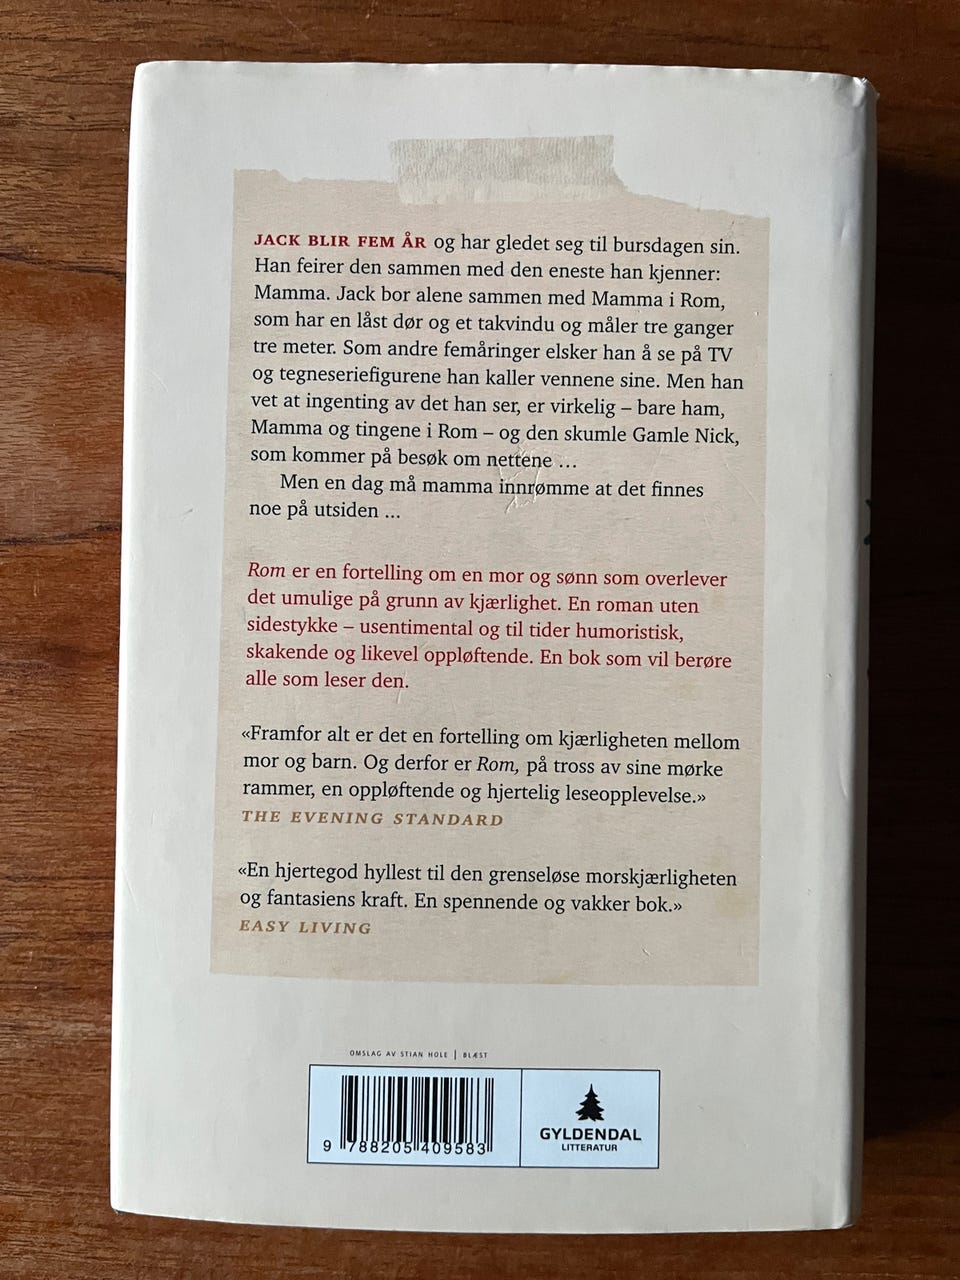 JACK BLIR FEM ÅR og har gledet seg til bursdagen sin.
Han feirer den sammen med den eneste han kjenner:
Mamma. Jack bor alene sammen med Mamma i Rom,
som har en låst dør og et takvindu og måler tre ganger
tre meter. Som andre femåringer elsker han å se på TV
og tegneseriefigurene han kaller vennene sine. Men han
vet at ingenting av det han ser, er virkelig – bare ham,
Mamma og tingene i Rom – og den skumle Gamle Nick,
som kommer på besøk om nettene ...
Men en dag må mamma innrømme at det finnes
noe på utsiden ...
Rom er en fortelling om en mor og sønn som overlever
det umulige på grunn av kjærlighet. En roman uten
sidestykke – usentimental og til tider humoristisk,
skakende og likevel oppløftende. En bok som vil berøre
alle som leser den.
«Framfor alt er det en fortelling om kjærligheten mellom
mor og barn. Og derfor er Rom, på tross av sine mørke
rammer, en oppløftende og hjertelig leseopplevelse.»
THE EVENING STANDARD
«En hjertegod hyllest til den grenseløse morskjærligheten
og fantasiens kraft. En spennende og vakker bok.»
EASY LIVING
OMSLAG AV STIAN HOLE | BLÆST
9 788205 409583
GYLDENDAL
LITTERATUR